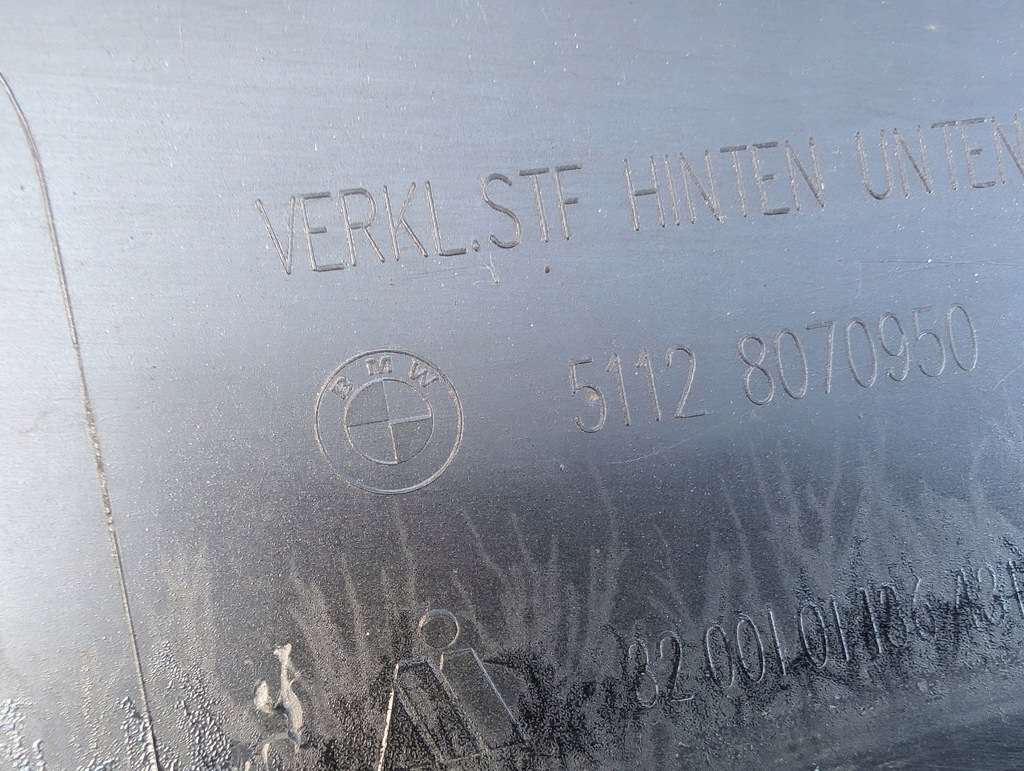 VERKL.STF HINTEN UNTEN
BMW
5112 8070950